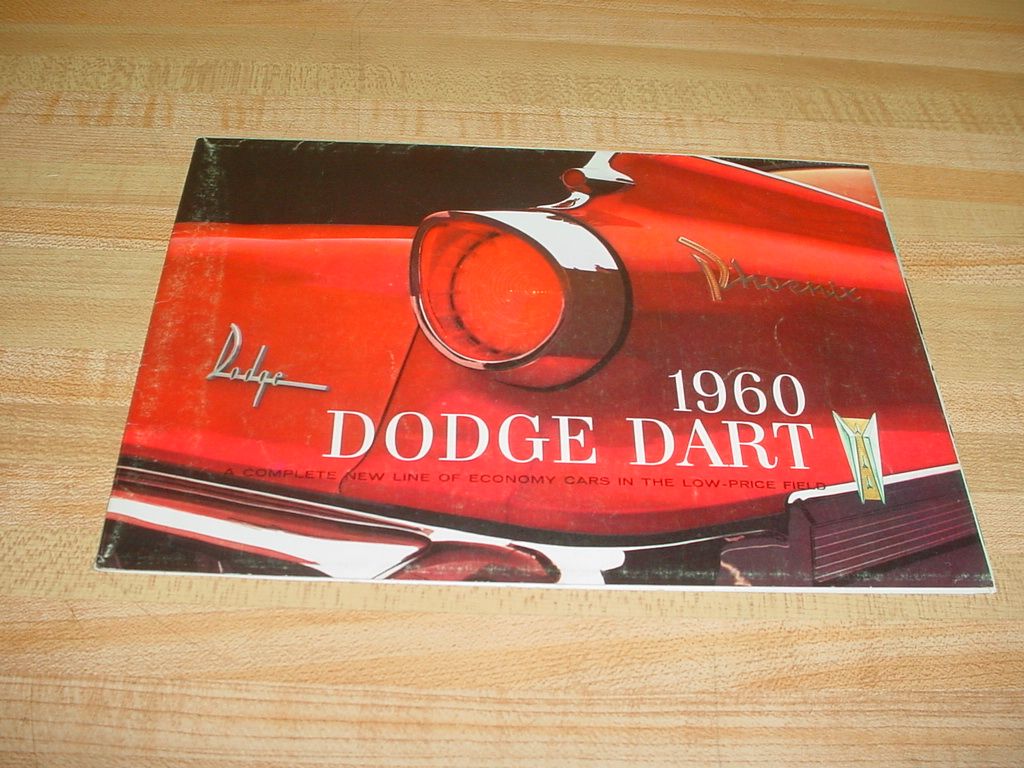 Phoenix
Dodge
1960
DODGE DART
A COMPLETE NEW LINE OF ECONOMY CARS IN THE LOW-PRICE FIELD